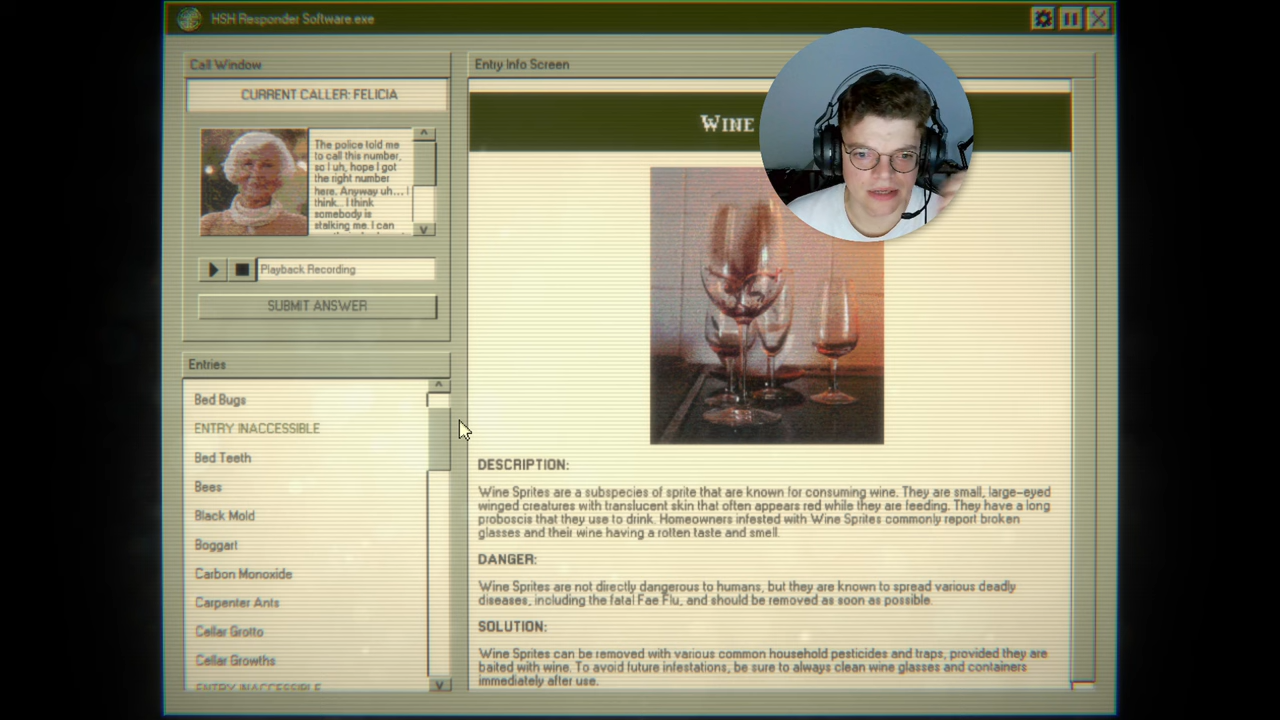 HSH Responder Software.exe
Call Window
CURRENT CALLER: FELICIA
The police told me
to call this number,
so I uh, hope I got
the right number
here. Anyway uh... I
think... I think
somebody is
stalking me. I can
Playback Recording
SUBMIT ANSWER
Entries
Bed Bugs
ENTRY INACCESSIBLE
Bed Teeth
Bees
Black Mold
Boggart
Carbon Monoxide
Carpenter Ants
Cellar Grotto
Cellar Growths
ENTRY INACCESSIBLE
Entry Info Screen
WINE
DESCRIPTION:
Wine Sprites are a subspecies of sprite that are known for consuming wine. They are small, large-eyed
winged creatures with translucent skin that often appears red while they are feeding. They have a long
proboscis that they use to drink. Homeowners infested with Wine Sprites commonly report broken
glasses and their wine having a rotten taste and smell.
DANGER:
Wine Sprites are not directly dangerous to humans, but they are known to spread various deadly
diseases, including the fatal Fae Flu, and should be removed as soon as possible.
SOLUTION:
Wine Sprites can be removed with various common household pesticides and traps, provided they are
baited with wine. To avoid future infestations, be sure to always clean wine glasses and containers
immediately after use.